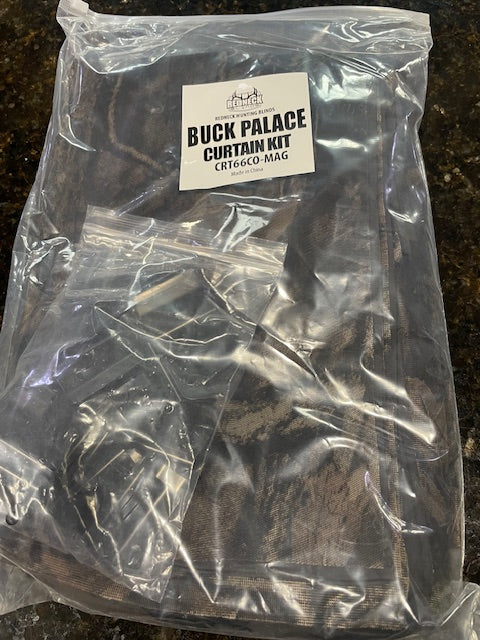 REDNECK
REDNECK HUNTING BLINDS
BUCK PALACE
CURTAIN KIT
CRT66CO-MAG
Made in China